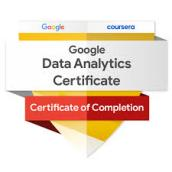 Google coursera
Google
Data Analytics
Certificate
Certificate of Completion